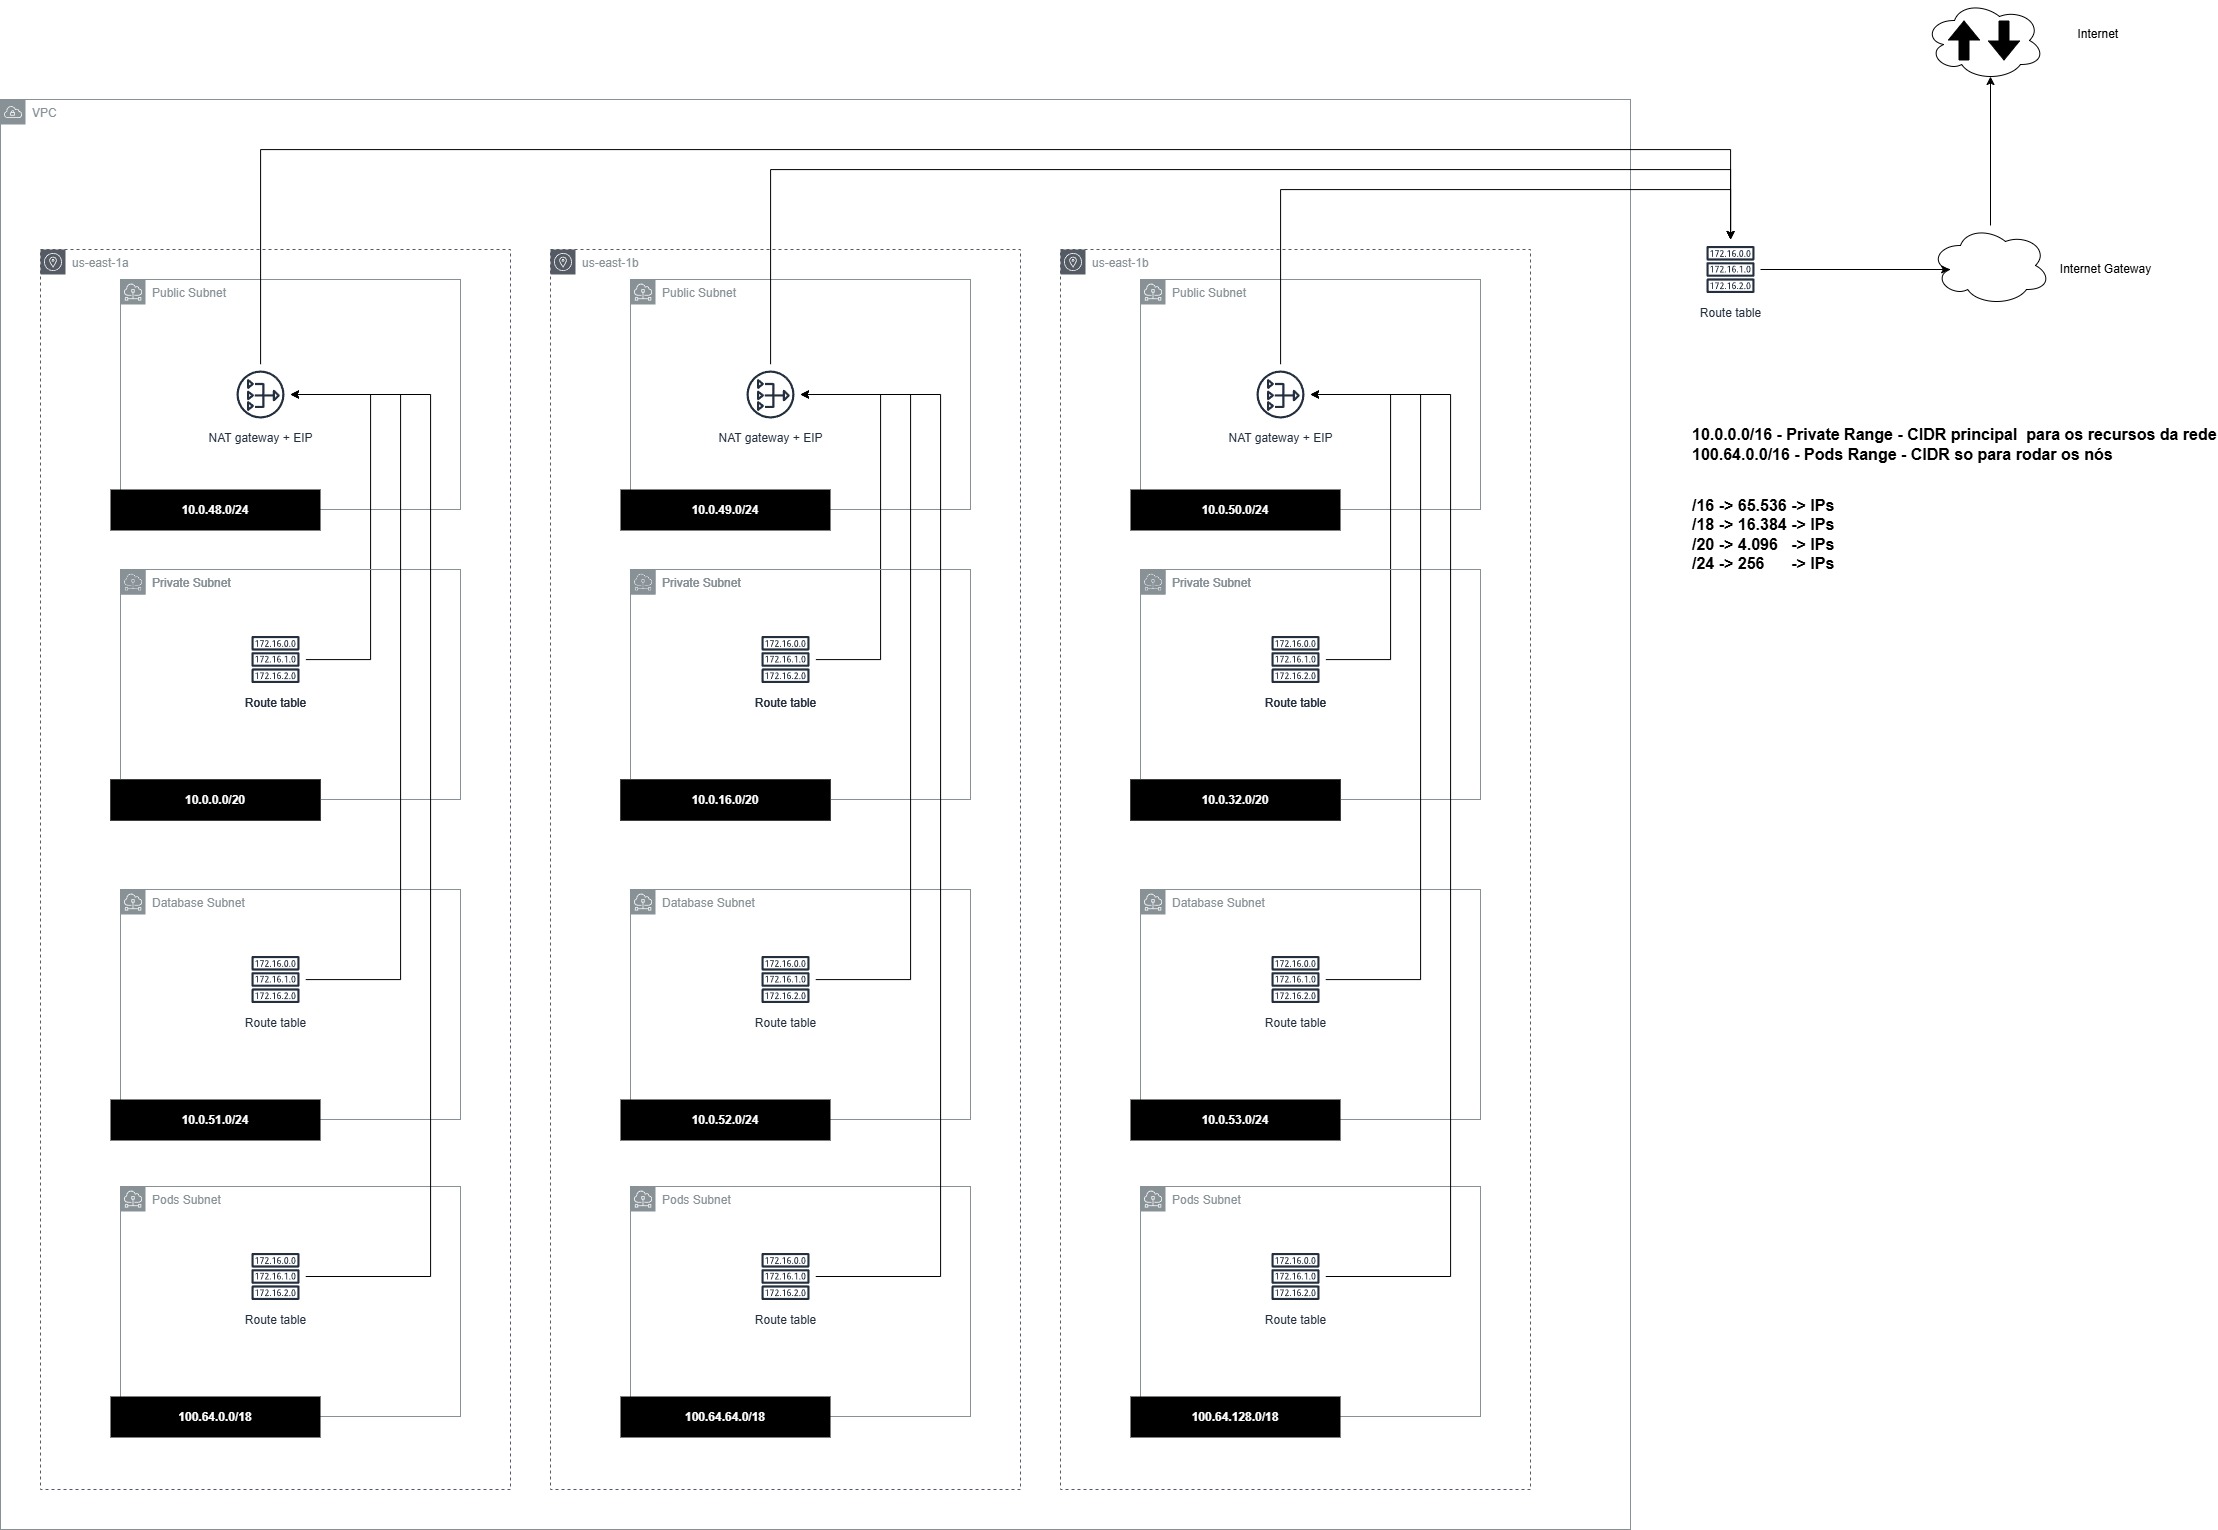 Internet
VPC
us-east-1a
us-east-1b
us-east-1b
172.16.0.0
172.16.1.0
172.16.2.0
Route table
Internet Gateway
Public Subnet
Public Subnet
Public Subnet
NAT gateway + EIP
NAT gateway + EIP
NAT gateway + EIP
10.0.0.0/16 - Private Range - CIDR principal  para os recursos da rede
100.64.0.0/16 - Pods Range - CIDR so para rodar os nós
/16 -> 65.536 -> IPs
/18 -> 16.384 -> IPs
/20 -> 4.096   -> IPs
/24 -> 256      -> IPs
10.0.48.0/24
10.0.49.0/24
10.0.50.0/24
Private Subnet
Private Subnet
Private Subnet
172.16.0.0
172.16.1.0
172.16.2.0
Route table
172.16.0.0
172.16.1.0
172.16.2.0
Route table
172.16.0.0
172.16.1.0
172.16.2.0
Route table
10.0.0.0/20
10.0.16.0/20
10.0.32.0/20
Database Subnet
Database Subnet
Database Subnet
172.16.0.0
172.16.1.0
172.16.2.0
Route table
172.16.0.0
172.16.1.0
172.16.2.0
Route table
172.16.0.0
172.16.1.0
172.16.2.0
Route table
10.0.51.0/24
10.0.52.0/24
10.0.53.0/24
Pods Subnet
Pods Subnet
Pods Subnet
172.16.0.0
172.16.1.0
172.16.2.0
Route table
172.16.0.0
172.16.1.0
172.16.2.0
Route table
172.16.0.0
172.16.1.0
172.16.2.0
Route table
100.64.0.0/18
100.64.64.0/18
100.64.128.0/18